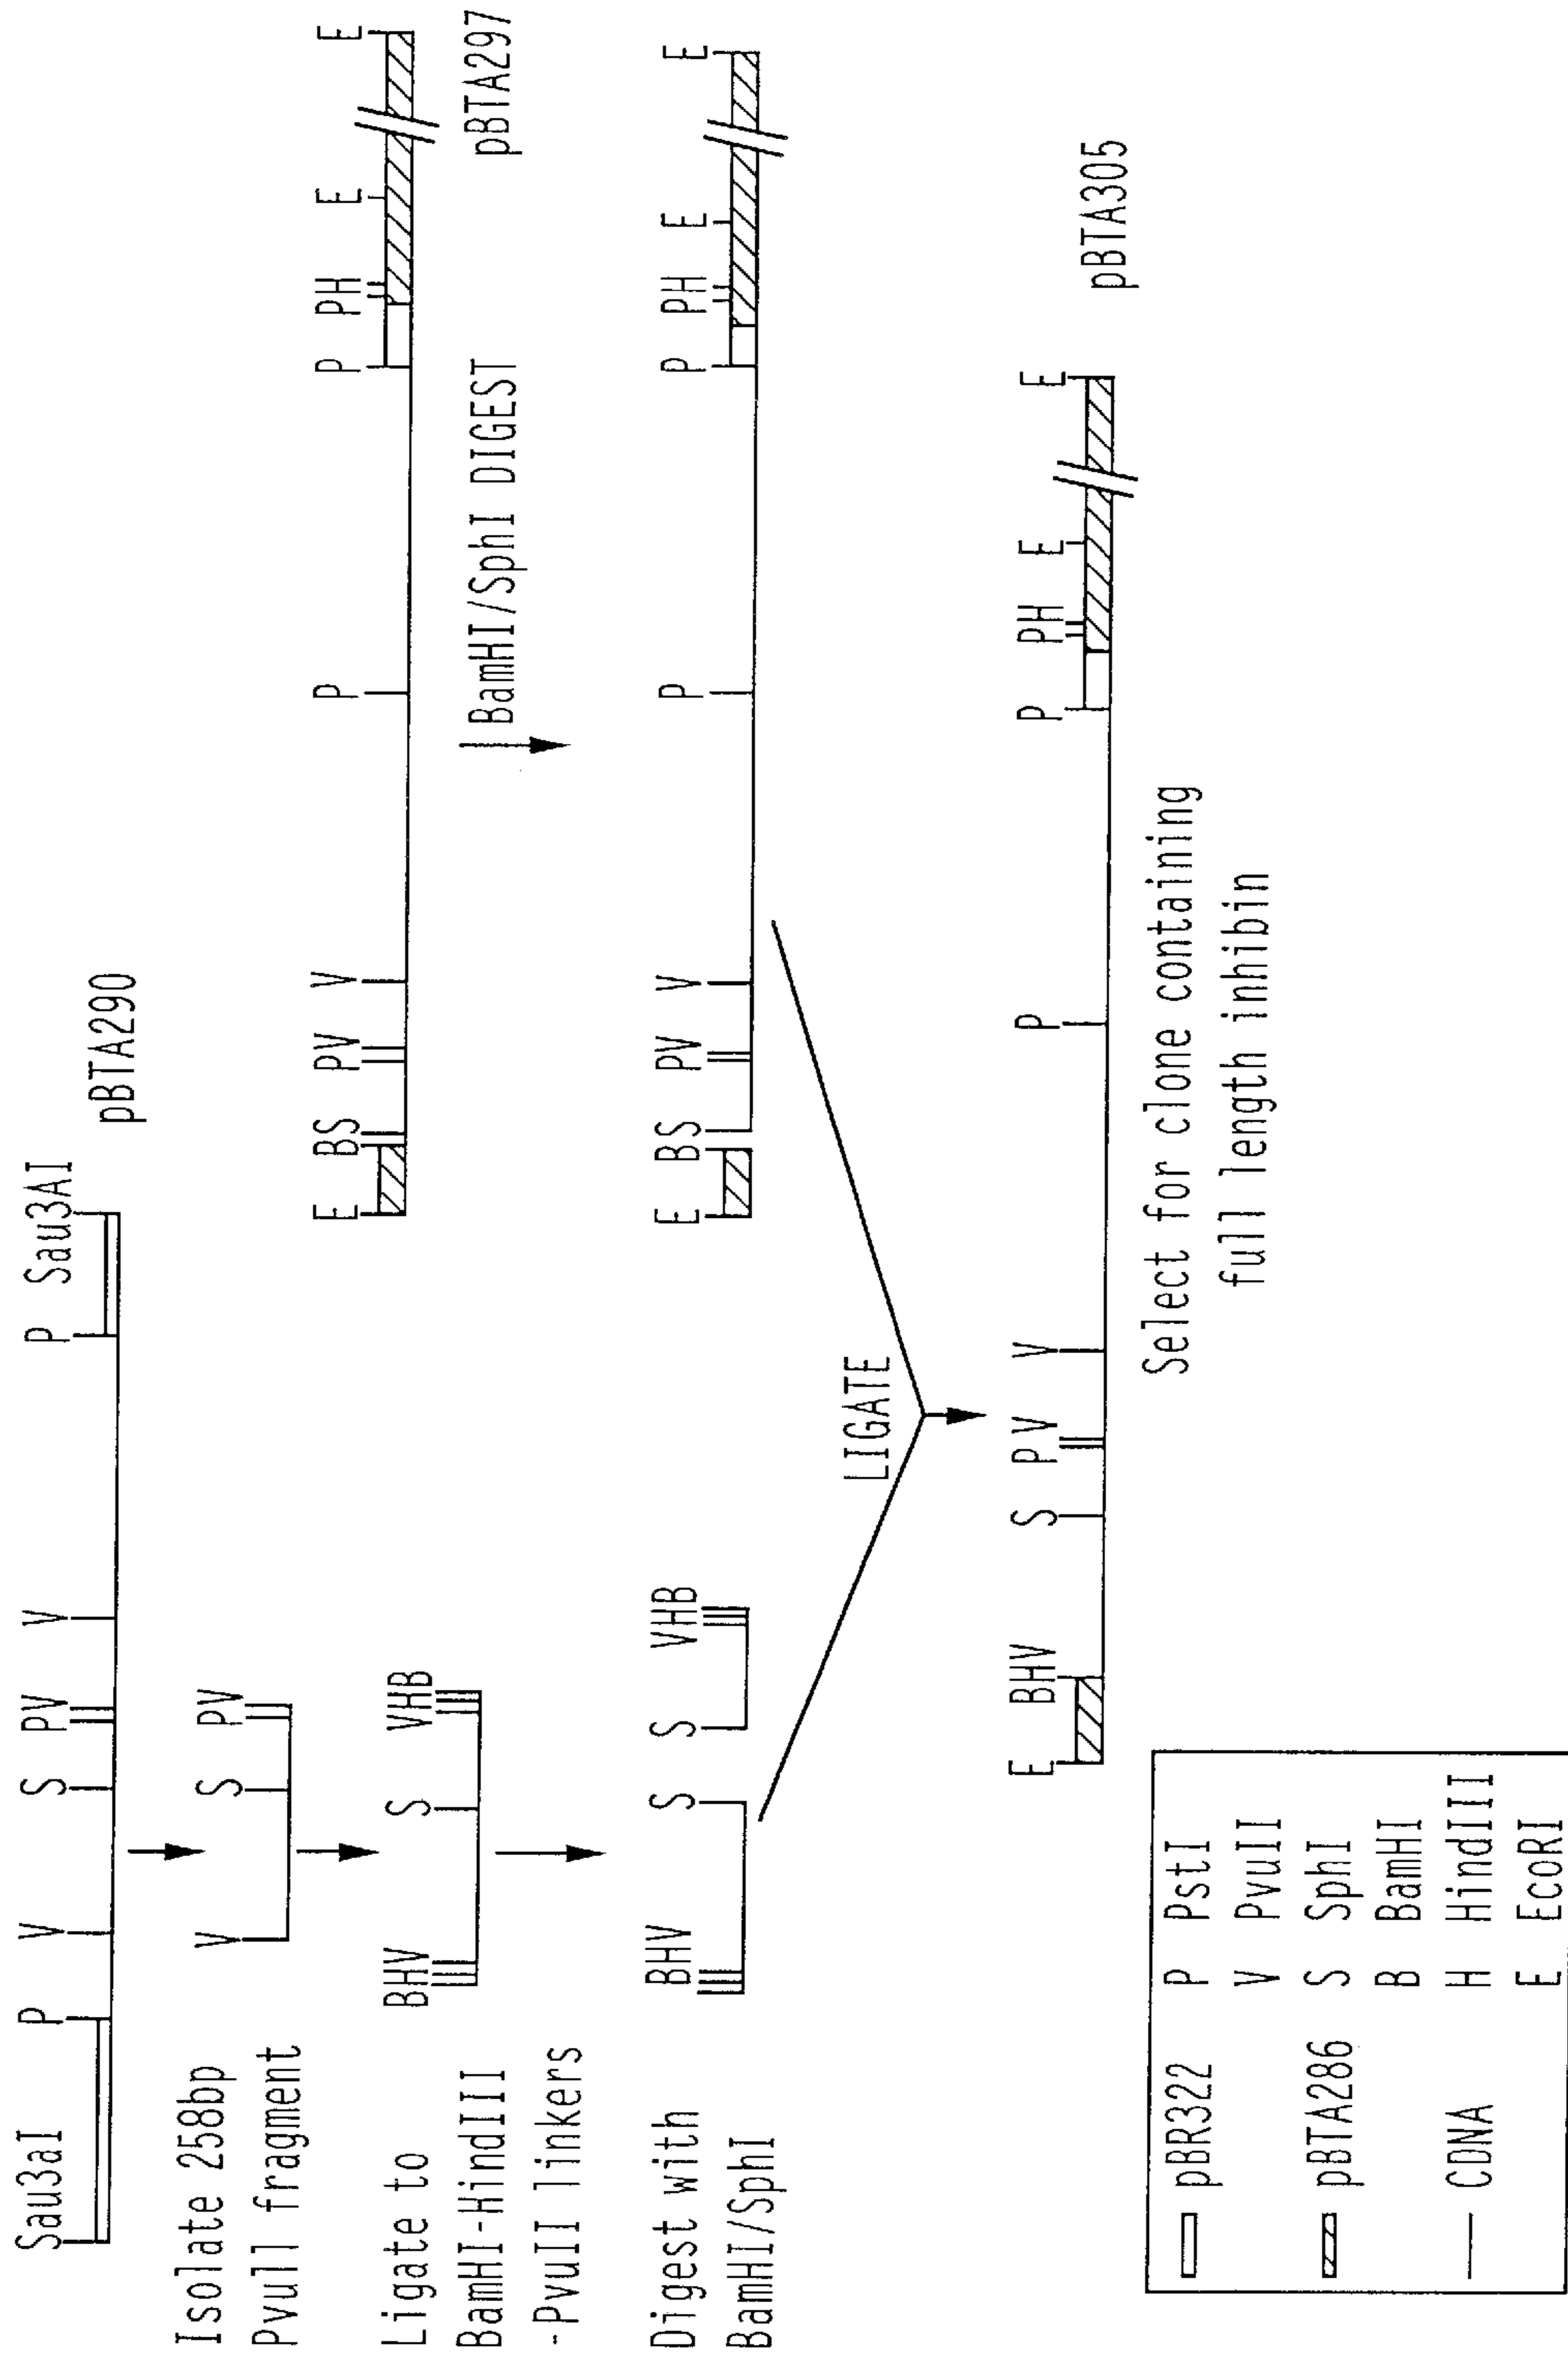 Sau3aI P V S PV V P Sau3AI
pBTA290
Isolate 258bp
PvuII fragment
V S PV
Ligate to
BamHI-HindIII
-PvuII linkers
BHV S VHB
Digest with
BamHI/SphI
BHV S S VHB
E BS PV V P P PH E E
pBTA297
BamHI/SphI DIGEST
E BS PV V P P PH E E
LIGATE
E BHV S PV V P P PH E E
pBTA305
Select for clone containing
full length inhibin
pBR322
pBTA286
CDNA
P PstI
V PvuII
S SphI
B BamHI
H HindIII
E EcoRI